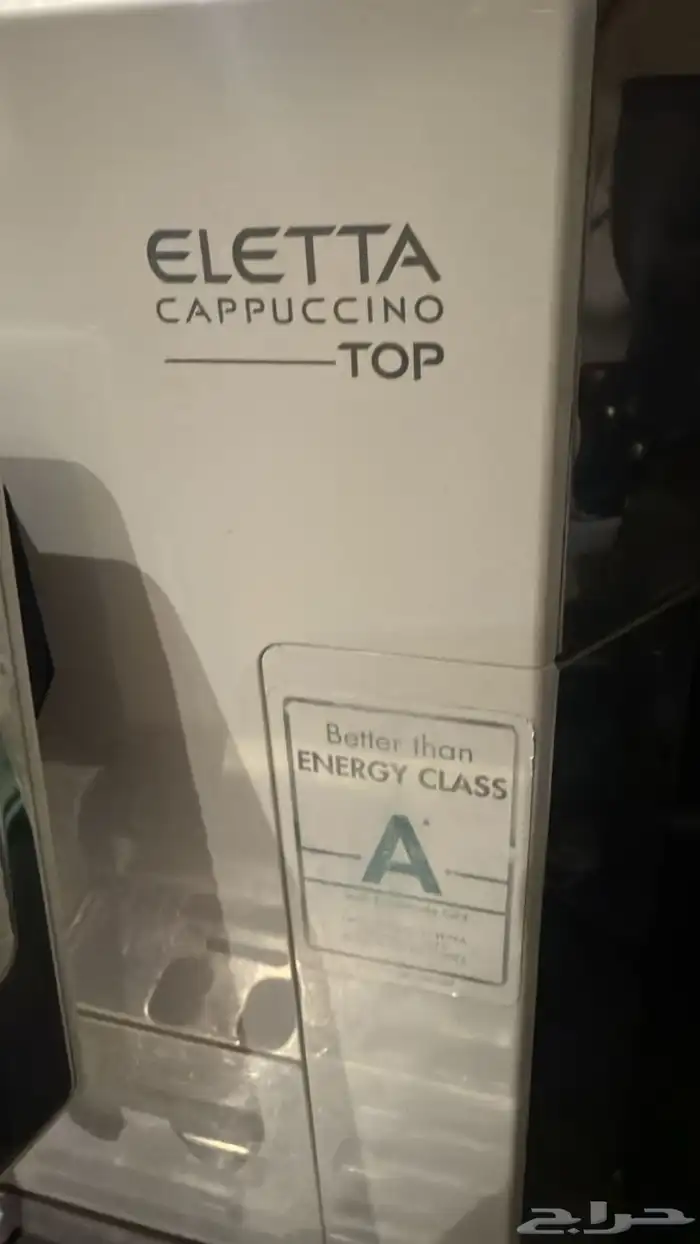 ELETTA
CAPPUCCINO
TOP
Better than
ENERGY CLASS
A
حراج